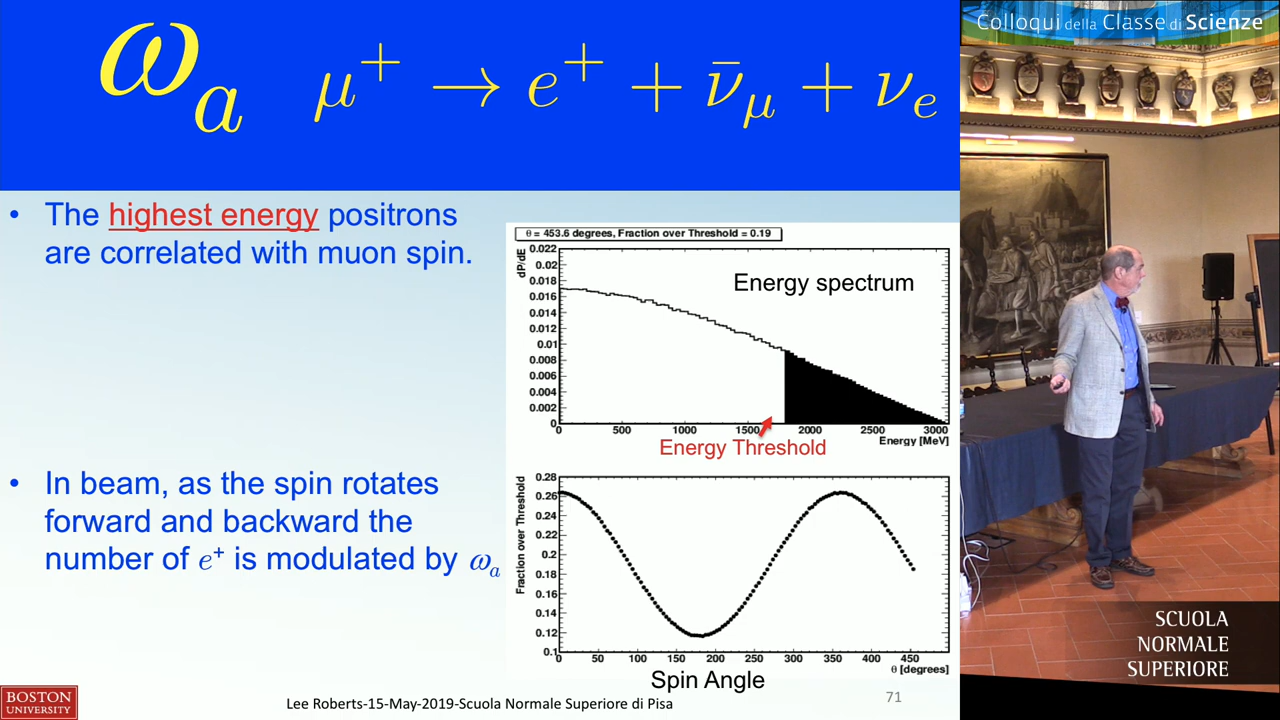 ωₐ μ⁺ → e⁺ + ν̄_μ + ν_e
Colloqui della Classe di Scienze
• The highest energy positrons
are correlated with muon spin.
θ = 453.6 degrees, Fraction over Threshold = 0.19
Energy spectrum
dP/dE
0.022
0.02
0.018
0.016
0.014
0.012
0.01
0.008
0.006
0.004
0.002
0
0 500 1000 1500 2000 2500 3000
Energy [MeV]
Energy Threshold
• In beam, as the spin rotates
forward and backward the
number of e⁺ is modulated by ωₐ
Fraction over Threshold
0.28
0.26
0.24
0.22
0.2
0.18
0.16
0.14
0.12
0.1
0 50 100 150 200 250 300 350 400 450
θ [degrees]
Spin Angle
SCUOLA
NORMALE
SUPERIORE
BOSTON
UNIVERSITY
Lee Roberts-15-May-2019-Scuola Normale Superiore di Pisa
71